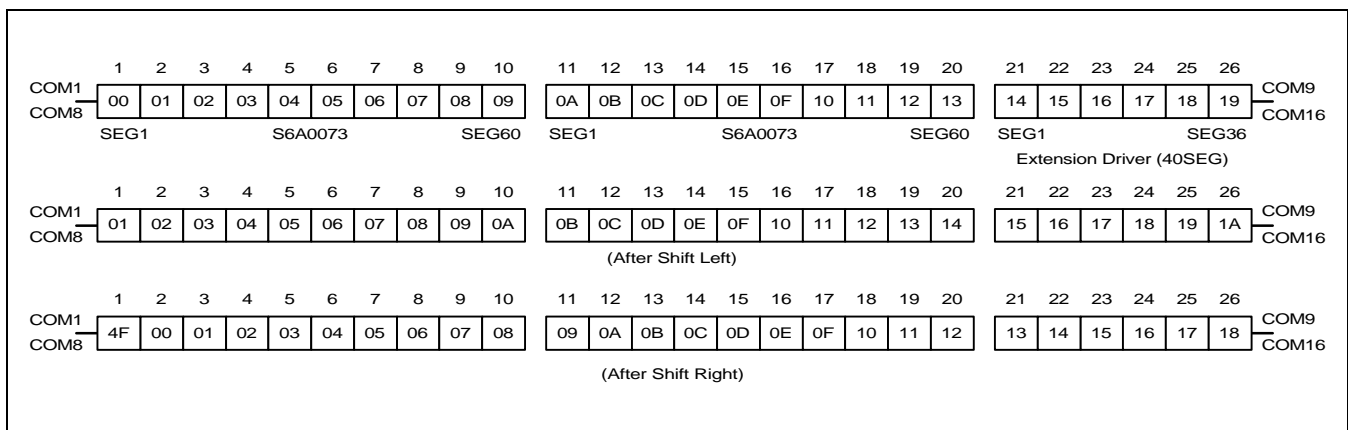 1 2 3 4 5 6 7 8 9 10 11 12 13 14 15 16 17 18 19 20 21 22 23 24 25 26
COM1 COM9
00 01 02 03 04 05 06 07 08 09 0A 0B 0C 0D 0E 0F 10 11 12 13 14 15 16 17 18 19
COM8 COM16
SEG1 S6A0073 SEG60 SEG1 S6A0073 SEG60 SEG1 SEG36
Extension Driver (40SEG)
1 2 3 4 5 6 7 8 9 10 11 12 13 14 15 16 17 18 19 20 21 22 23 24 25 26
COM1 COM9
01 02 03 04 05 06 07 08 09 0A 0B 0C 0D 0E 0F 10 11 12 13 14 15 16 17 18 19 1A
COM8 COM16
(After Shift Left)
1 2 3 4 5 6 7 8 9 10 11 12 13 14 15 16 17 18 19 20 21 22 23 24 25 26
COM1 COM9
4F 00 01 02 03 04 05 06 07 08 09 0A 0B 0C 0D 0E 0F 10 11 12 13 14 15 16 17 18
COM8 COM16
(After Shift Right)